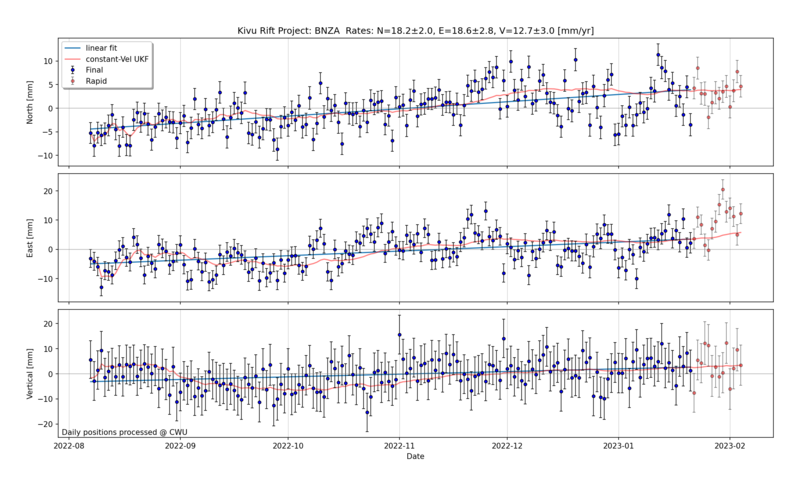 Kivu Rift Project: BNZA Rates: N=18.2±2.0, E=18.6±2.8, V=12.7±3.0 [mm/yr]
linear fit
constant-Vel UKF
Final
Rapid
10
5
0
−5
−10
North [mm]
20
10
0
−10
East [mm]
20
10
0
−10
−20
Vertical [mm]
Daily positions processed @ CWU
2022-08
2022-09
2022-10
2022-11
2022-12
2023-01
2023-02
Date